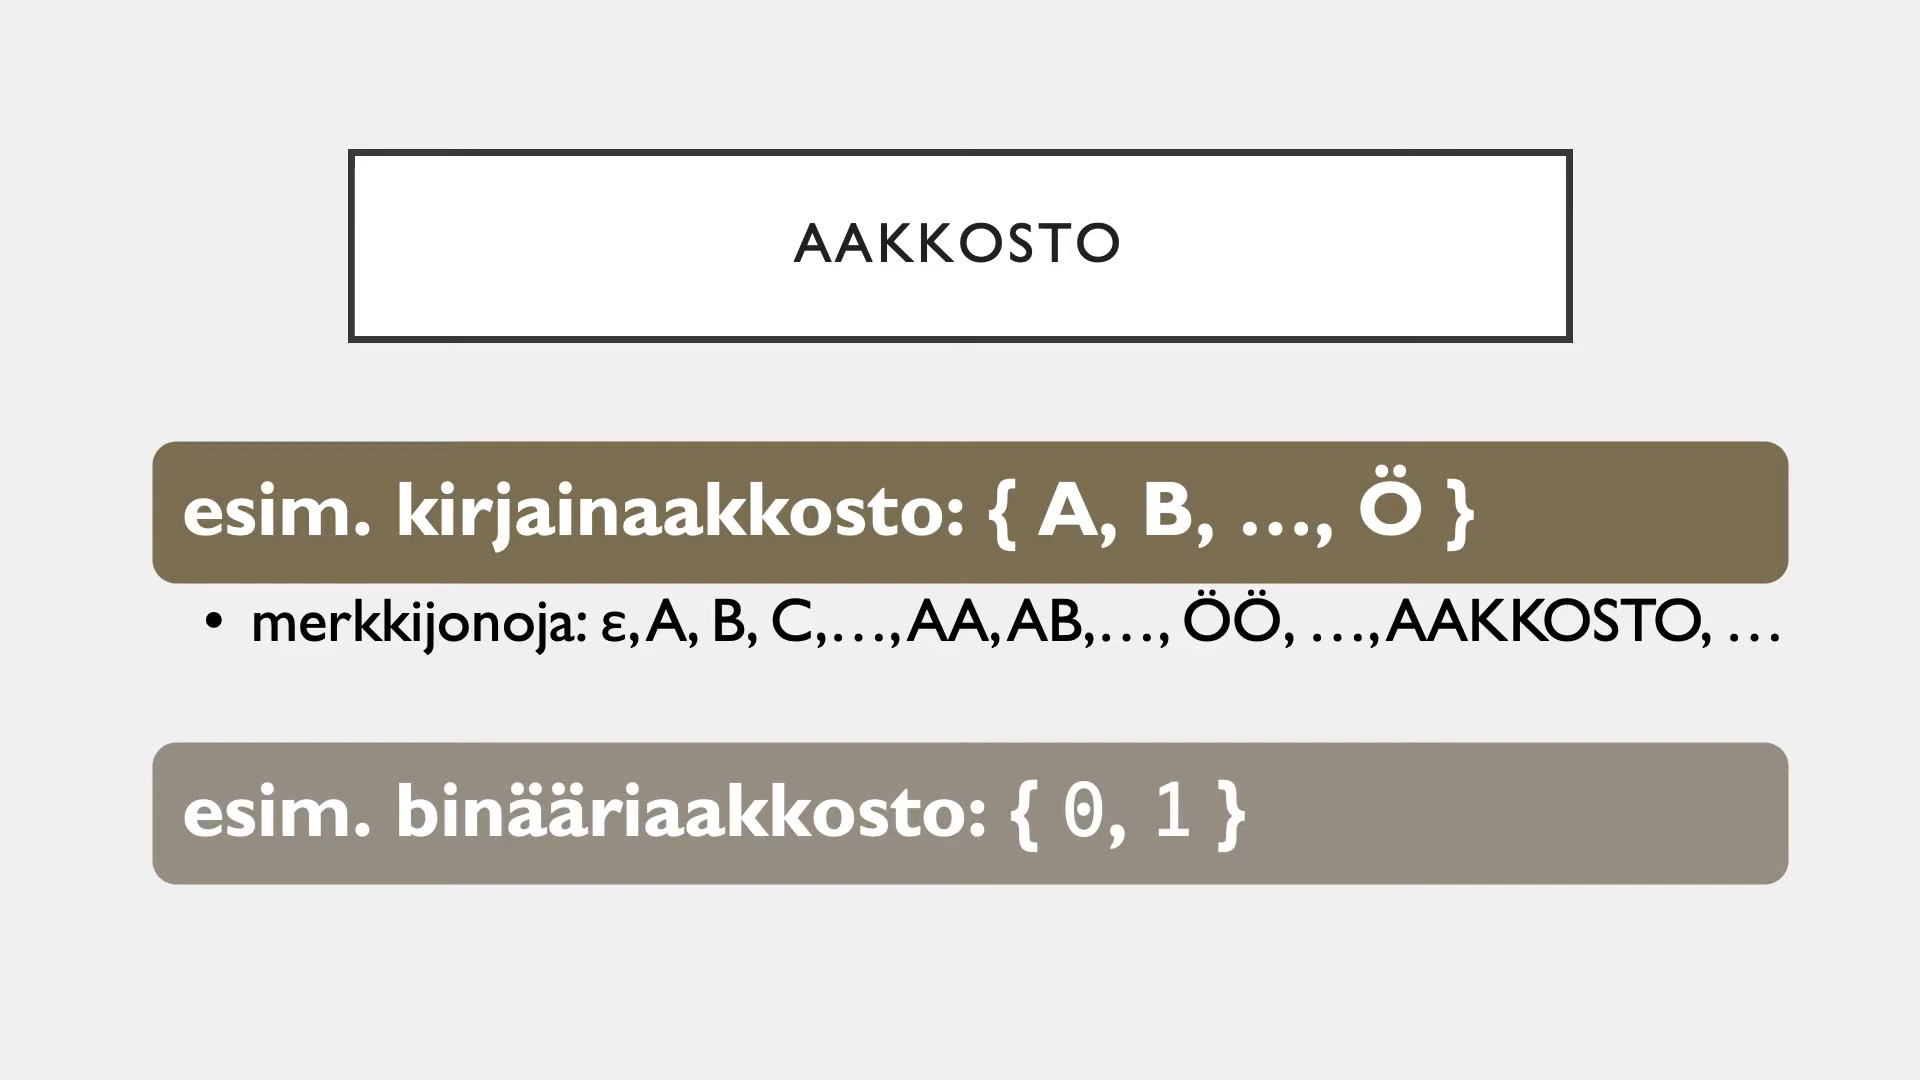 AAKKOSTO
esim. kirjainaakkosto: { A, B, …, Ö }
• merkkijonoja: ε, A, B, C,…, AA, AB,…, ÖÖ, …, AAKKOSTO, …
esim. binääriaakkosto: { 0, 1 }